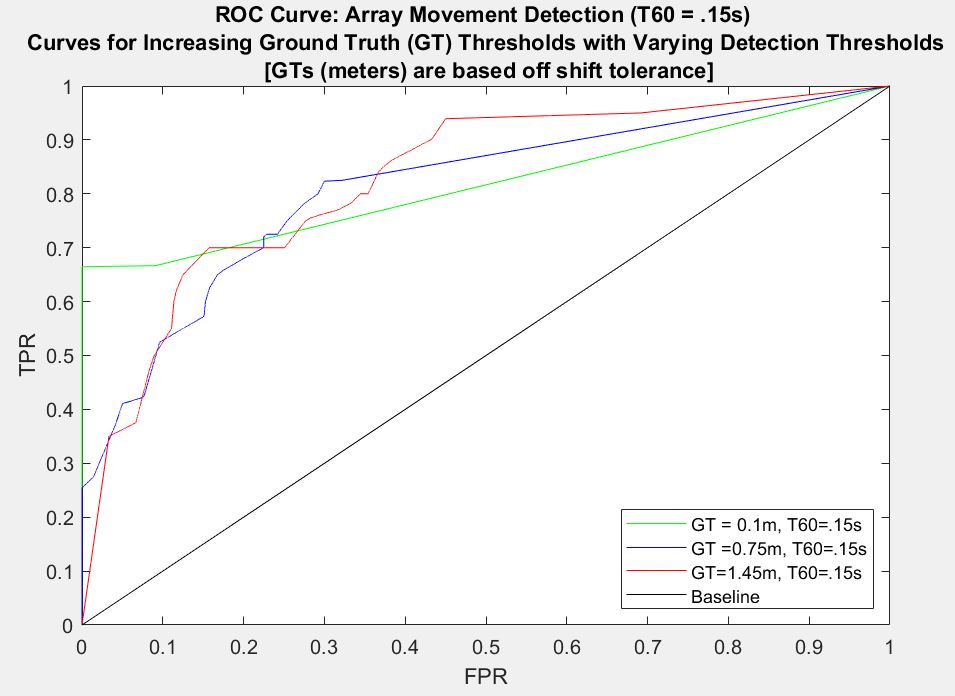 ROC Curve: Array Movement Detection (T60 = .15s)
Curves for Increasing Ground Truth (GT) Thresholds with Varying Detection Thresholds
[GTs (meters) are based off shift tolerance]
1
0.9
0.8
0.7
0.6
0.5
0.4
0.3
0.2
0.1
0
TPR
GT = 0.1m, T60=.15s
GT =0.75m, T60=.15s
GT=1.45m, T60=.15s
Baseline
0 0.1 0.2 0.3 0.4 0.5 0.6 0.7 0.8 0.9 1
FPR